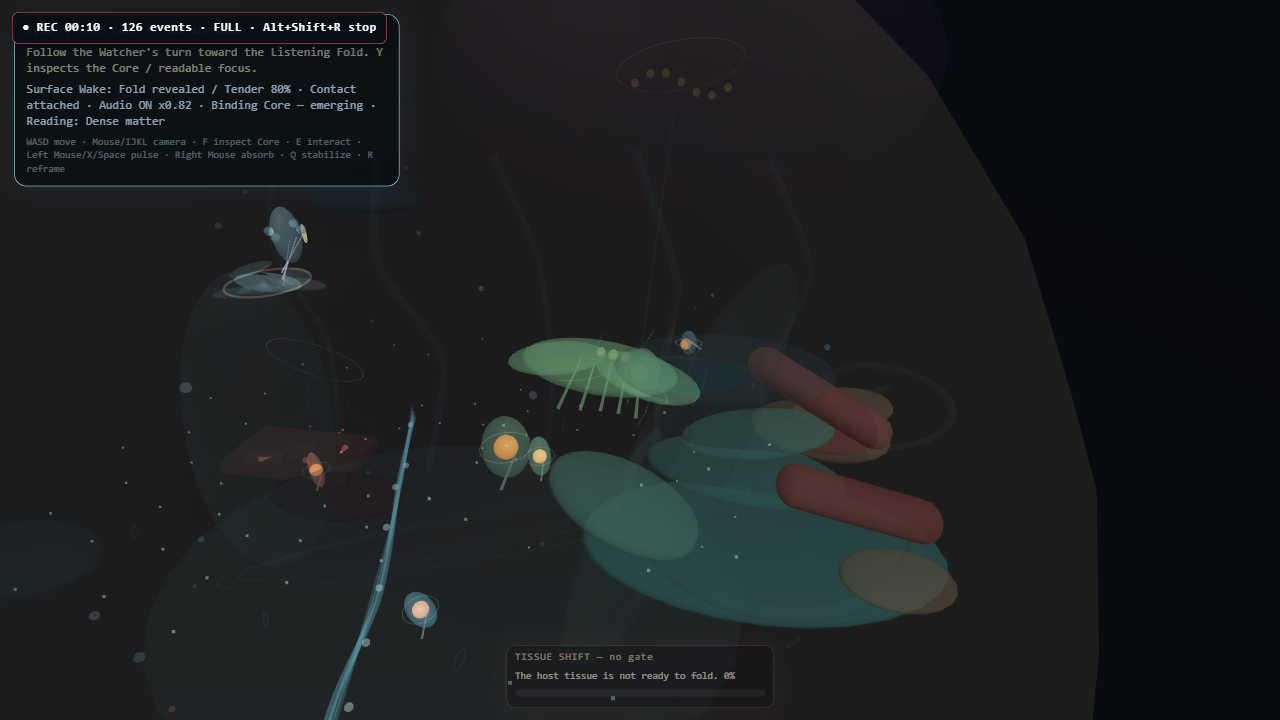 ● REC 00:10 · 126 events · FULL · Alt+Shift+R stop
Follow the Watcher's turn toward the Listening Fold. Y
inspects the Core / readable focus.
Surface Wake: Fold revealed / Tender 80% · Contact
attached · Audio ON x0.82 · Binding Core — emerging ·
Reading: Dense matter
WASD move · Mouse/IJKL camera · F inspect Core · E interact ·
Left Mouse/X/Space pulse · Right Mouse absorb · Q stabilize · R
reframe
TISSUE SHIFT — no gate
The host tissue is not ready to fold. 0%